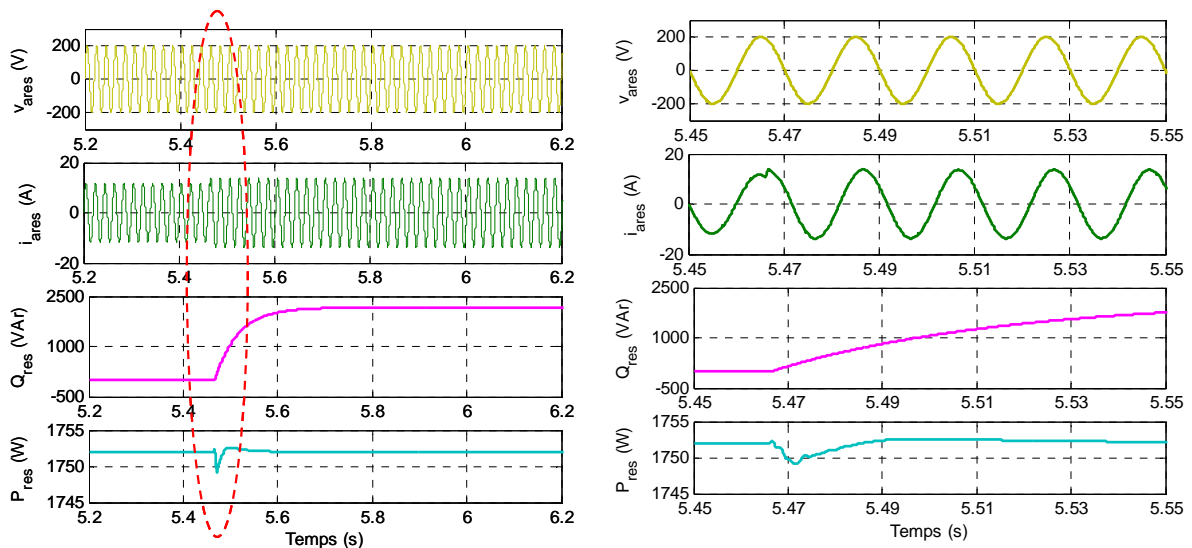 v_ares (V)
200
0
-200
5.2 5.4 5.6 5.8 6 6.2
i_ares (A)
20
0
-20
5.2 5.4 5.6 5.8 6 6.2
Q_res (VAr)
2500
1000
-500
5.2 5.4 5.6 5.8 6 6.2
P_res (W)
1755
1750
1745
5.2 5.4 5.6 5.8 6 6.2
Temps (s)
v_ares (V)
200
0
-200
5.45 5.47 5.49 5.51 5.53 5.55
i_ares (A)
20
0
-20
5.45 5.47 5.49 5.51 5.53 5.55
Q_res (VAr)
2500
1000
-500
5.45 5.47 5.49 5.51 5.53 5.55
P_res (W)
1755
1750
1745
5.45 5.47 5.49 5.51 5.53 5.55
Temps (s)